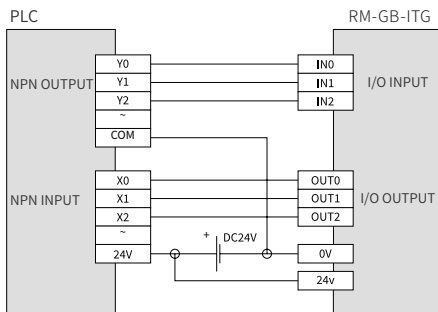 PLC RM-GB-ITG
Y0 IN0
NPN OUTPUT Y1 IN1 I/O INPUT
Y2 IN2
~
COM
X0 OUT0
NPN INPUT X1 OUT1 I/O OUTPUT
X2 OUT2
~ + DC24V
24V 0V
24v